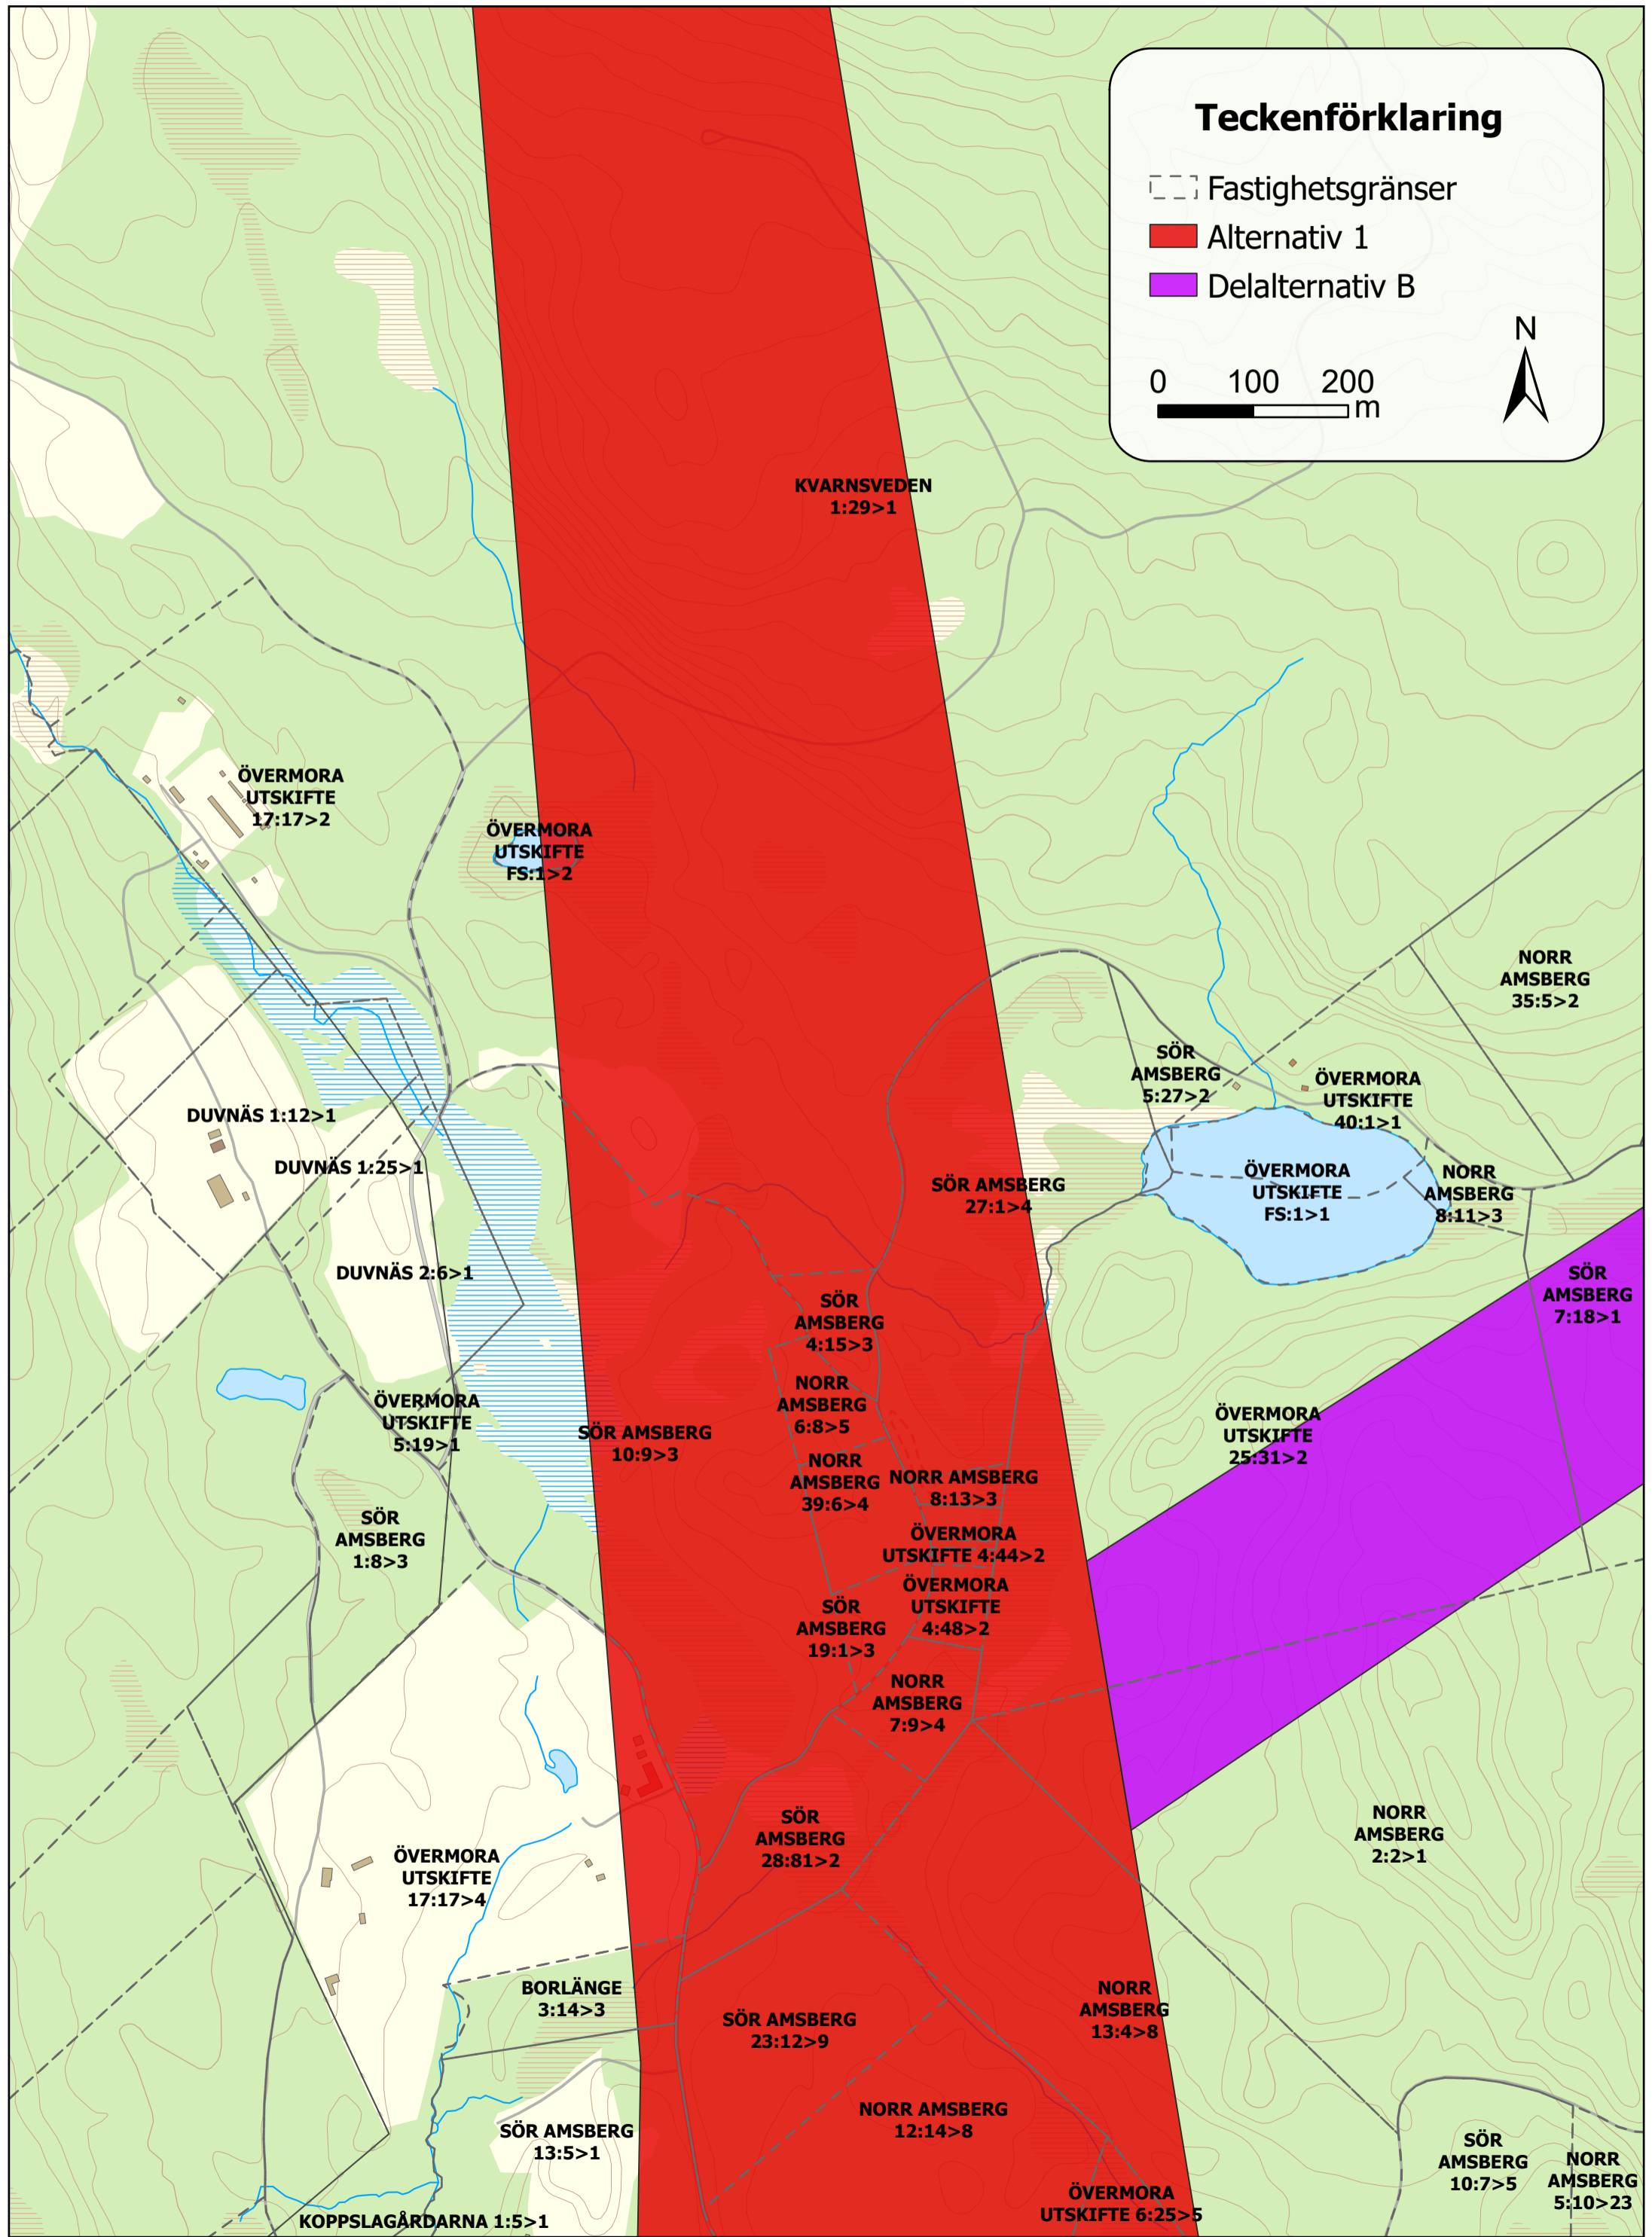 Teckenförklaring
Fastighetsgränser
Alternativ 1
Delalternativ B
N
0 100 200
m
KVARNSVEDEN
1:29>1
ÖVERMORA
UTSKIFTE
17:17>2
ÖVERMORA
UTSKIFTE
FS:1>2
NORR
AMSBERG
35:5>2
SÖR
AMSBERG
5:27>2
ÖVERMORA
UTSKIFTE
40:1>1
DUVNÄS 1:12>1
DUVNÄS 1:25>1
SÖR AMSBERG
27:1>4
ÖVERMORA
UTSKIFTE
FS:1>1
NORR
AMSBERG
8:11>3
DUVNÄS 2:6>1
SÖR
AMSBERG
7:18>1
SÖR
AMSBERG
4:15>3
NORR
AMSBERG
6:8>5
ÖVERMORA
UTSKIFTE
5:19>1
SÖR AMSBERG
10:9>3
ÖVERMORA
UTSKIFTE
25:31>2
NORR
AMSBERG
39:6>4
NORR AMSBERG
8:13>3
SÖR
AMSBERG
1:8>3
ÖVERMORA
UTSKIFTE 4:44>2
ÖVERMORA
UTSKIFTE
4:48>2
SÖR
AMSBERG
19:1>3
NORR
AMSBERG
7:9>4
SÖR
AMSBERG
28:81>2
NORR
AMSBERG
2:2>1
ÖVERMORA
UTSKIFTE
17:17>4
BORLÄNGE
3:14>3
SÖR AMSBERG
23:12>9
NORR
AMSBERG
13:4>8
NORR AMSBERG
12:14>8
SÖR AMSBERG
13:5>1
SÖR
AMSBERG
10:7>5
NORR
AMSBERG
5:10>23
ÖVERMORA
UTSKIFTE 6:25>5
KOPPSLAGÅRDARNA 1:5>1